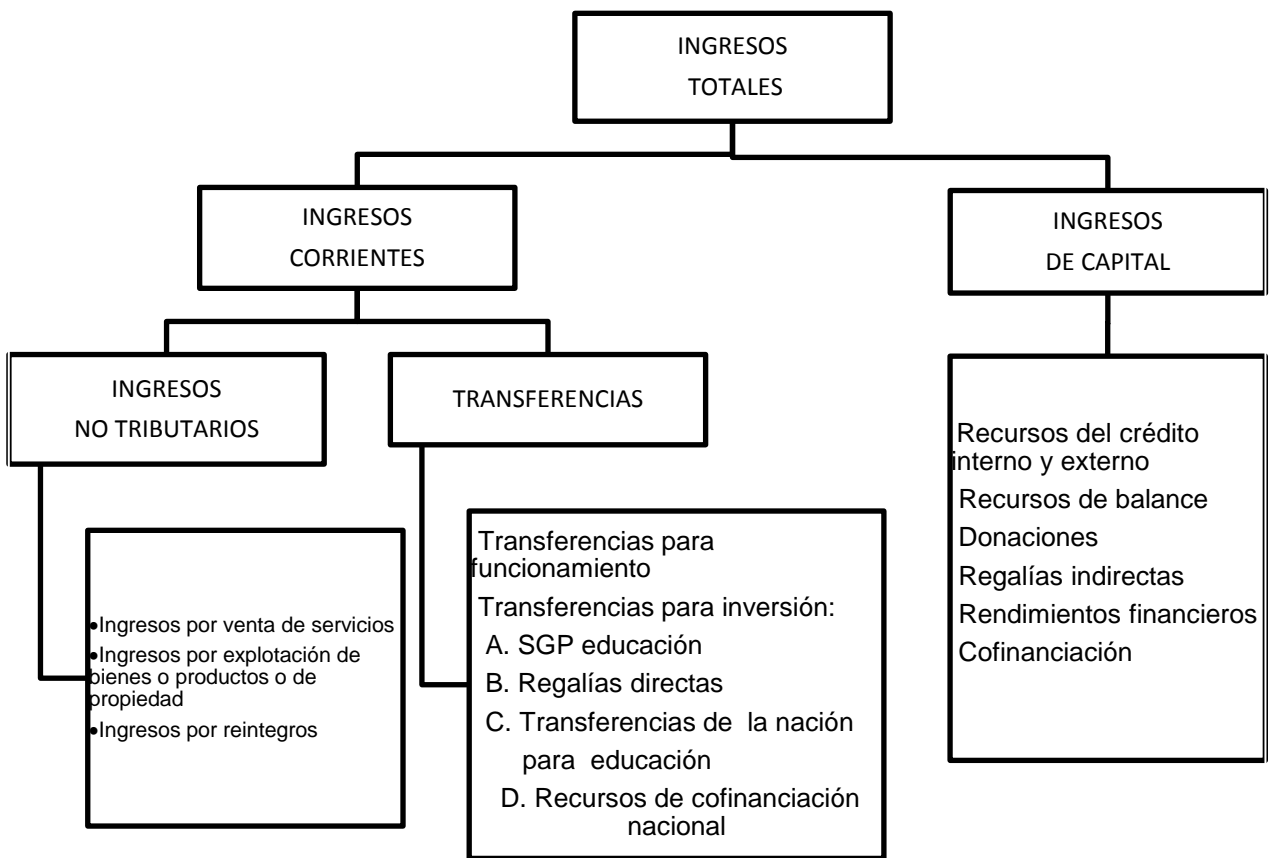 INGRESOS
TOTALES
INGRESOS
CORRIENTES
INGRESOS
DE CAPITAL
INGRESOS
NO TRIBUTARIOS
TRANSFERENCIAS
•Ingresos por venta de servicios
•Ingresos por explotación de
bienes o productos o de
propiedad
•Ingresos por reintegros
Transferencias para
funcionamiento
Transferencias para inversión:
A. SGP educación
B. Regalías directas
C. Transferencias de la nación
para educación
D. Recursos de cofinanciación
nacional
Recursos del crédito
interno y externo
Recursos de balance
Donaciones
Regalías indirectas
Rendimientos financieros
Cofinanciación